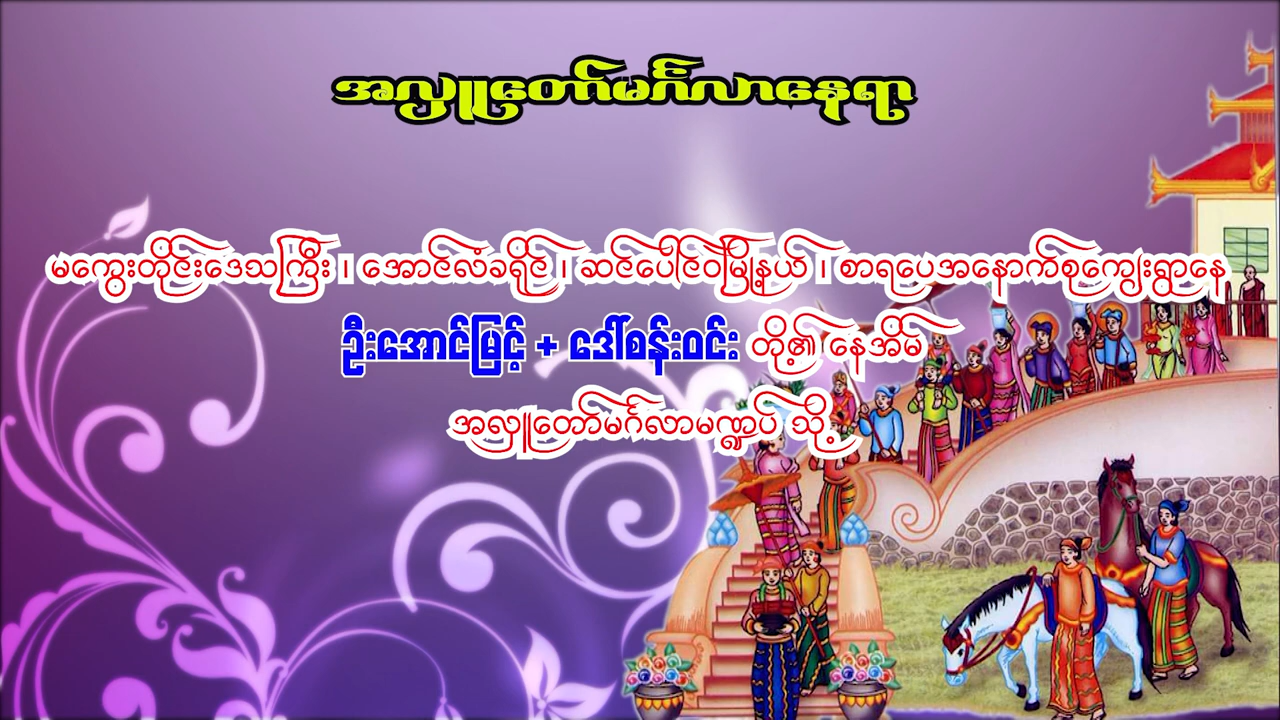 အလှူတော်မင်္ဂလာနေရာ
မကွေးတိုင်းဒေသကြီး ၊ အောင်လံခရိုင် ၊ ဆင်ပေါင်ဝဲမြို့နယ် ၊ စာရပေအနောက်စုကျေးရွာနေ
ဦးအောင်မြင့် + ဒေါ်စန်းဝင်း တို့၏ နေအိမ်
အလှူတော်မင်္ဂလာမဏ္ဍပ် သို့